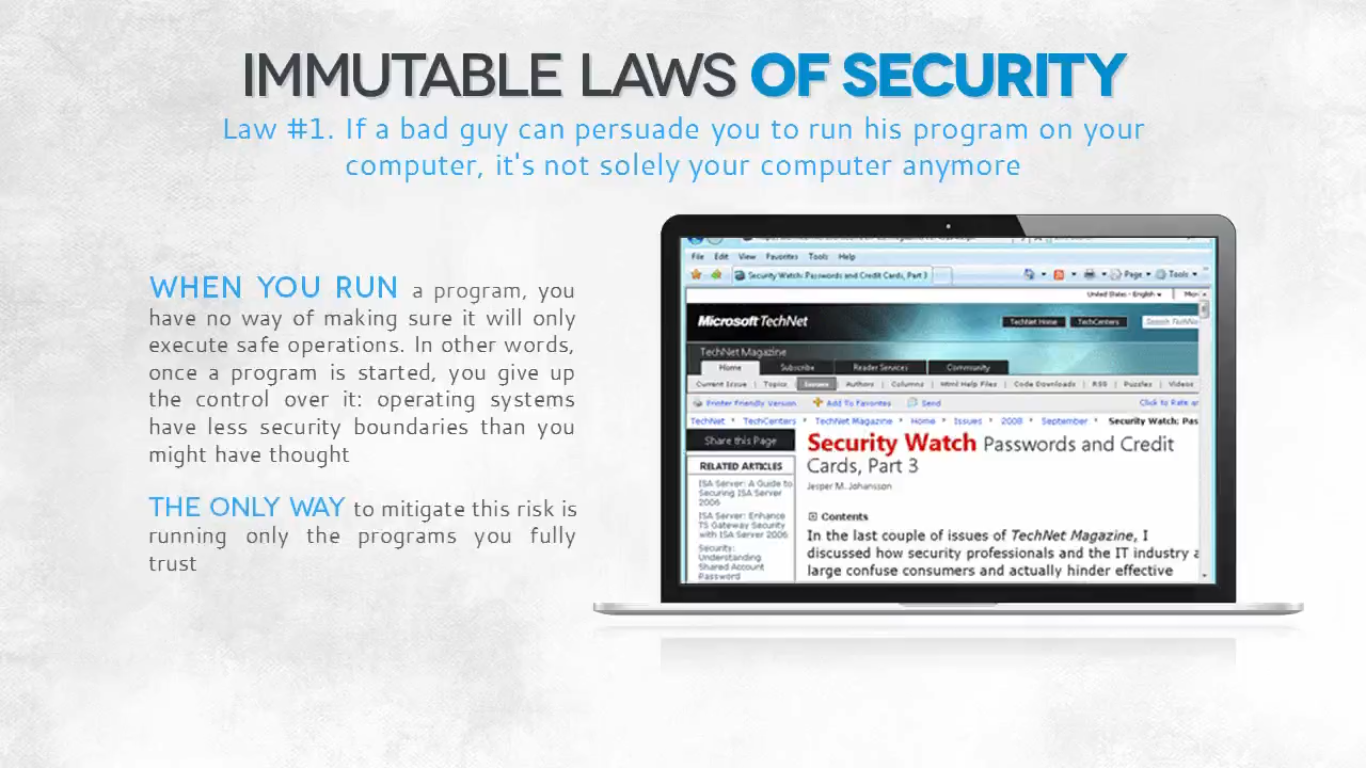 IMMUTABLE LAWS OF SECURITY
Law #1. If a bad guy can persuade you to run his program on your
computer, it's not solely your computer anymore
WHEN YOU RUN a program, you
have no way of making sure it will only
execute safe operations. In other words,
once a program is started, you give up
the control over it: operating systems
have less security boundaries than you
might have thought
THE ONLY WAY to mitigate this risk is
running only the programs you fully
trust
File Edit View Favorites Tools Help
Security Watch: Passwords and Credit Cards, Part 3
Page Tools
United States - English
Microsoft TechNet
TechNet Home TechCenters Search TechNe
TechNet Magazine
Home Subscribe Reader Services Community
Current Issue | Topics | Issues | Authors | Columns | Html Help Files | Code Downloads | RSS | Puzzles | Videos
Printer Friendly Version Add To Favorites Send Click to Rate ar
TechNet TechCenters TechNet Magazine Home Issues 2008 September Security Watch: Pas
Share this Page
RELATED ARTICLES
ISA Server: A Guide to
Securing ISA Server
2006
ISA Server: Enhance
TS Gateway Security
with ISA Server 2006
Security:
Understanding
Shared Account
Password
Security Watch Passwords and Credit
Cards, Part 3
Jesper M. Johansson
Contents
In the last couple of issues of TechNet Magazine, I
discussed how security professionals and the IT industry a
large confuse consumers and actually hinder effective